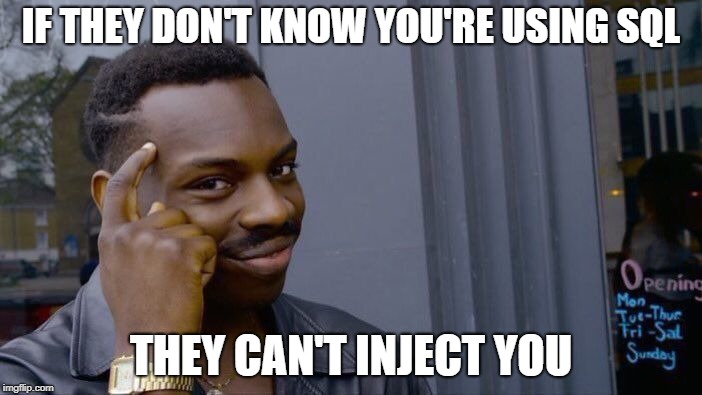 IF THEY DON'T KNOW YOU'RE USING SQL
Opening
Mon
Tue-Thur
Fri-Sat
Sunday
THEY CAN'T INJECT YOU
imgflip.com